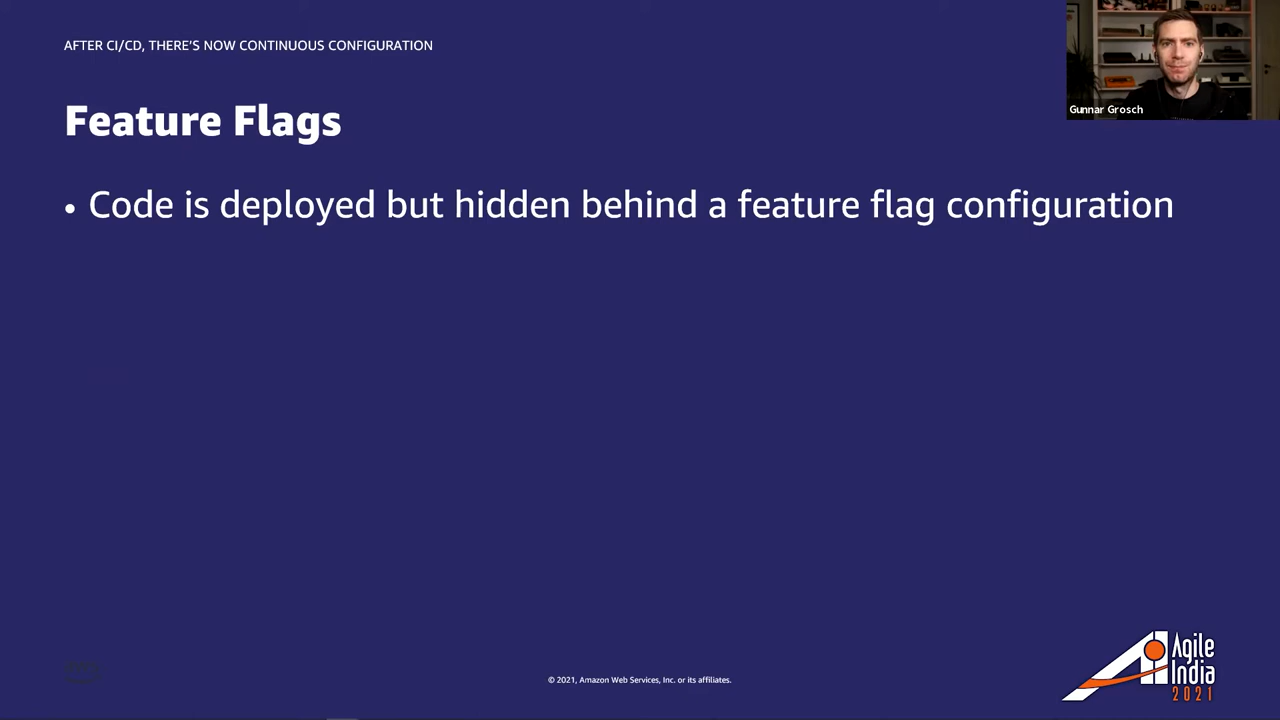 AFTER CI/CD, THERE'S NOW CONTINUOUS CONFIGURATION
Gunnar Grosch
Feature Flags
• Code is deployed but hidden behind a feature flag configuration
© 2021, Amazon Web Services, Inc. or its affiliates.
Agile
India
2021